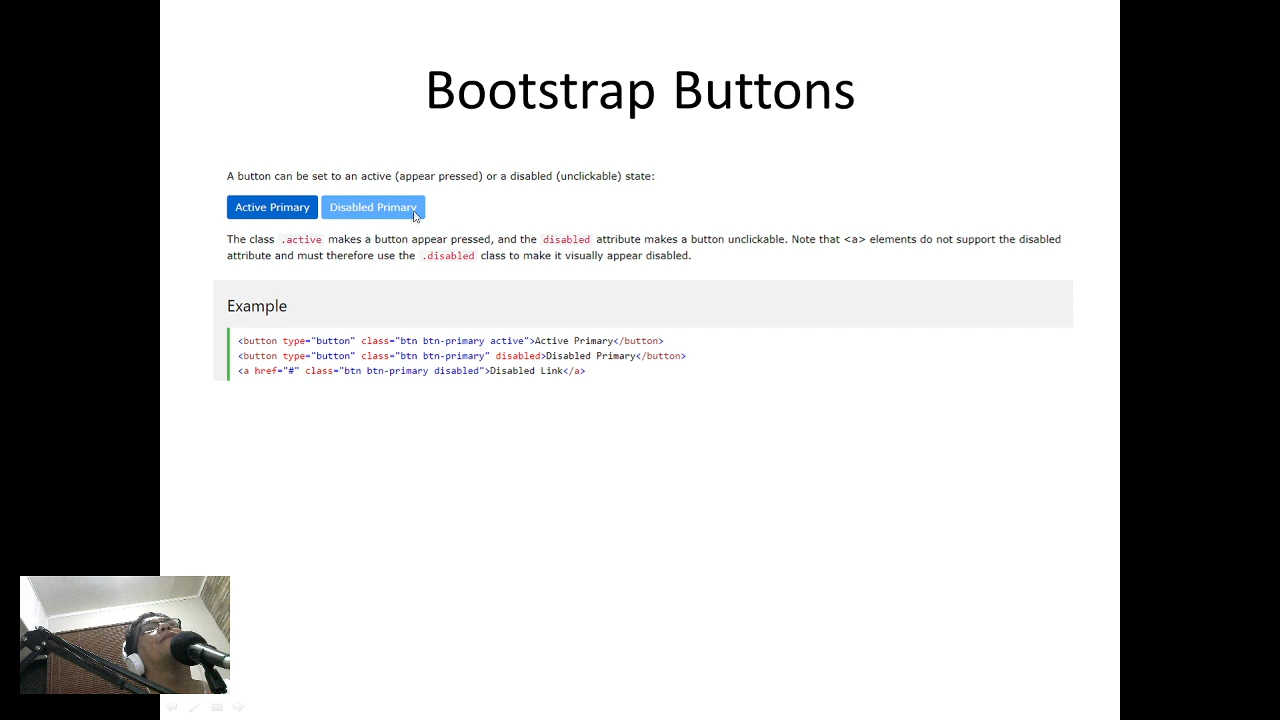 Bootstrap Buttons
A button can be set to an active (appear pressed) or a disabled (unclickable) state:
Active Primary Disabled Primary
The class .active makes a button appear pressed, and the disabled attribute makes a button unclickable. Note that <a> elements do not support the disabled
attribute and must therefore use the .disabled class to make it visually appear disabled.
Example
<button type="button" class="btn btn-primary active">Active Primary</button>
<button type="button" class="btn btn-primary" disabled>Disabled Primary</button>
<a href="#" class="btn btn-primary disabled">Disabled Link</a>